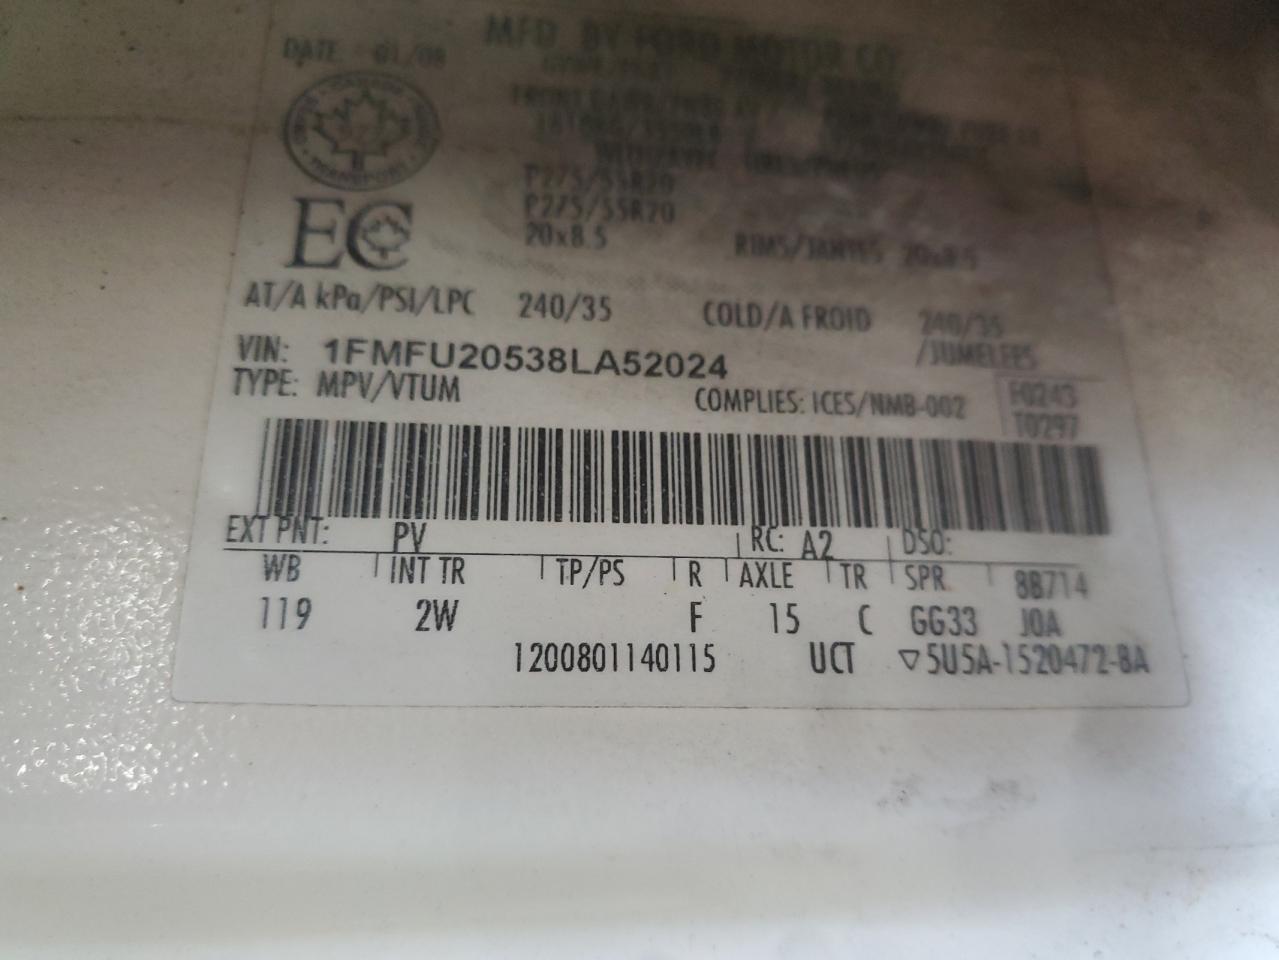 MFD. BY FORD MOTOR CO.
DATE: 01/08
TRANSPORT
P275/55R20
P275/55R20
20x8.5 RIMS/JANTES 20x8.5
EC
AT/A kPa/PSI/LPC 240/35 COLD/A FROID 240/35
VIN: 1FMFU20538LA52024 /JUMELEES
TYPE: MPV/VTUM COMPLIES: ICES/NMB-002 F0243
T0297
EXT PNT: PV RC: A2 DSO:
WB INT TR TP/PS R AXLE TR SPR 8B714
119 2W F 15 C GG33 J0A
1200801140115 UCT ▽5U5A-1520472-BA